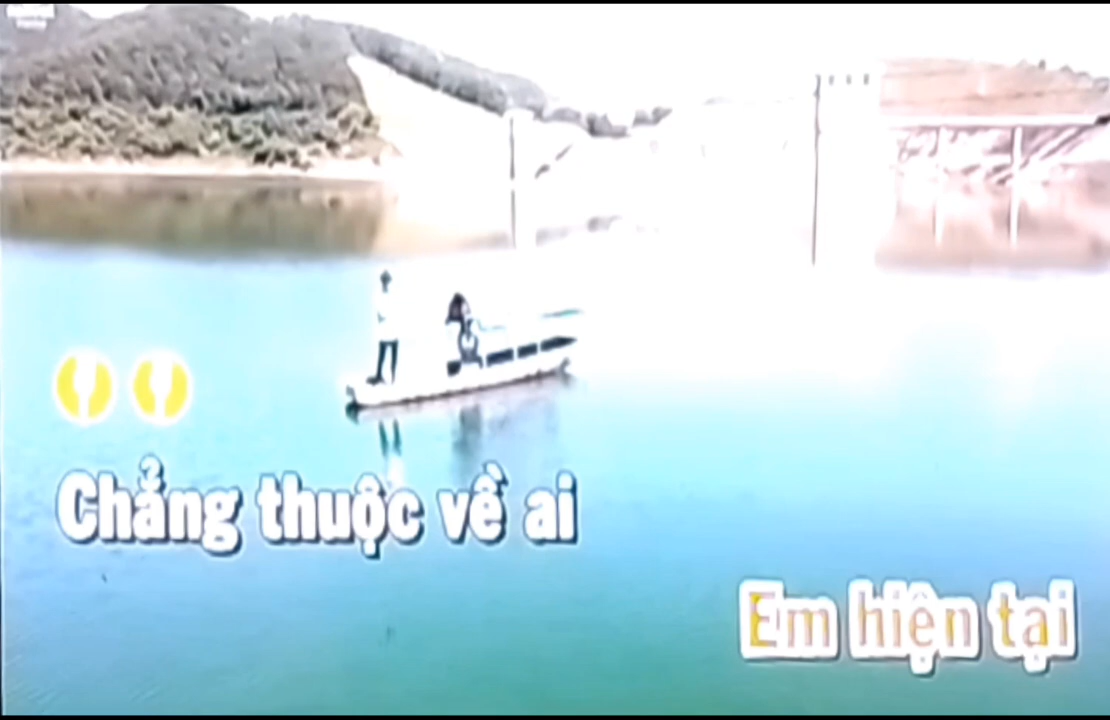 Chẳng thuộc về ai
Em hiện tại